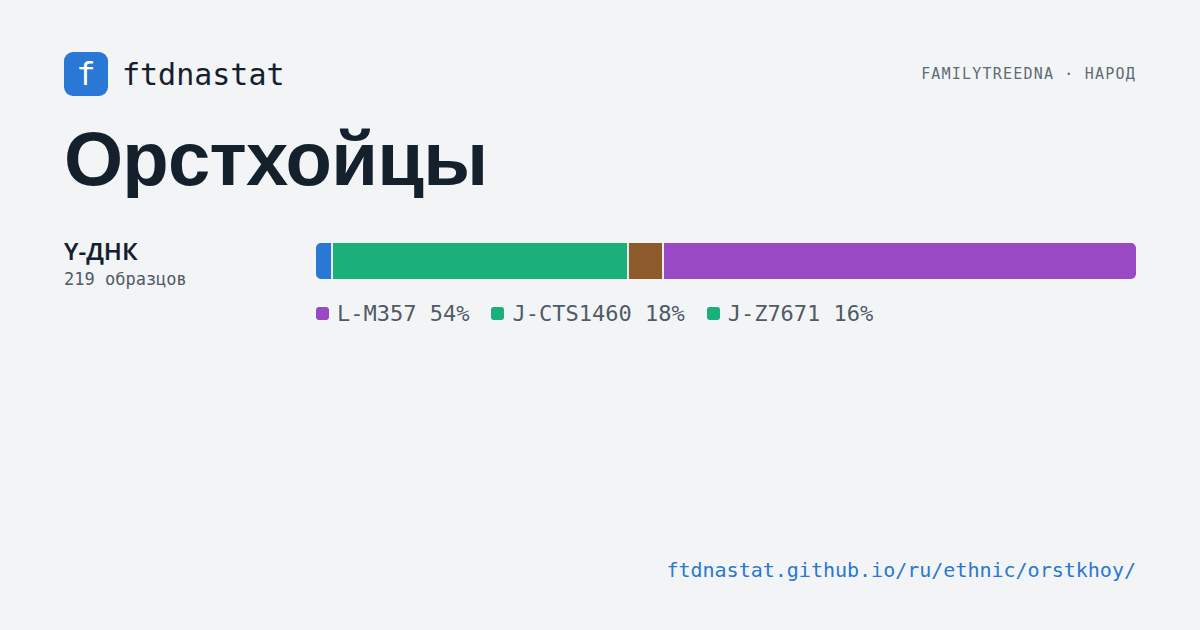 f ftdnastat
FAMILYTREEDNA · НАРОД
Орстхойцы
Y-ДНК
219 образцов
L-M357 54% J-CTS1460 18% J-Z7671 16%
ftdnastat.github.io/ru/ethnic/orstkhoy/